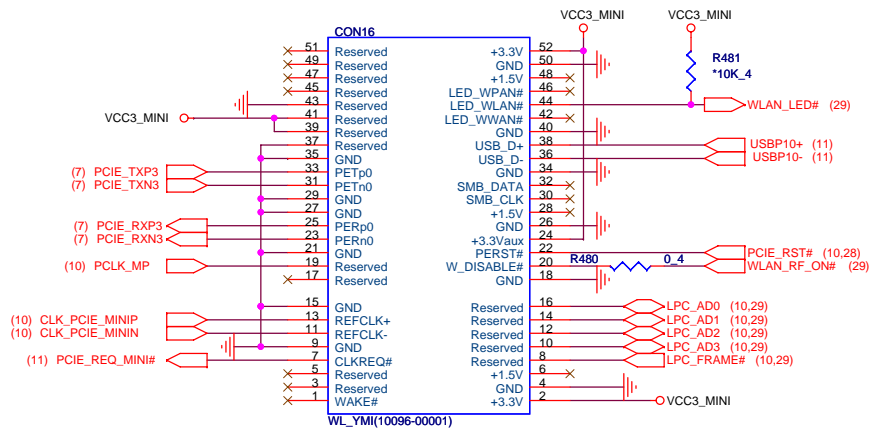 VCC3_MINI VCC3_MINI
CON16
51 Reserved +3.3V 52
49 Reserved GND 50
47 Reserved +1.5V 48
45 Reserved LED_WPAN# 46
43 Reserved LED_WLAN# 44
41 Reserved LED_WWAN# 42
39 Reserved GND 40
37 Reserved USB_D+ 38
35 GND USB_D- 36
33 PETp0 GND 34
31 PETn0 SMB_DATA 32
29 GND SMB_CLK 30
27 GND +1.5V 28
25 PERp0 GND 26
23 PERn0 +3.3Vaux 24
21 GND PERST# 22
19 Reserved W_DISABLE# 20
17 Reserved GND 18
15 GND Reserved 16
13 REFCLK+ Reserved 14
11 REFCLK- Reserved 12
9 GND Reserved 10
7 CLKREQ# Reserved 8
5 Reserved +1.5V 6
3 Reserved GND 4
1 WAKE# +3.3V 2
WL_YMI(10096-00001)
VCC3_MINI
(7) PCIE_TXP3
(7) PCIE_TXN3
(7) PCIE_RXP3
(7) PCIE_RXN3
(10) PCLK_MP
(10) CLK_PCIE_MINIP
(10) CLK_PCIE_MININ
(11) PCIE_REQ_MINI#
R481
*10K_4
WLAN_LED# (29)
USBP10+ (11)
USBP10- (11)
PCIE_RST# (10,28)
R480 0_4
WLAN_RF_ON# (29)
LPC_AD0 (10,29)
LPC_AD1 (10,29)
LPC_AD2 (10,29)
LPC_AD3 (10,29)
LPC_FRAME# (10,29)
VCC3_MINI